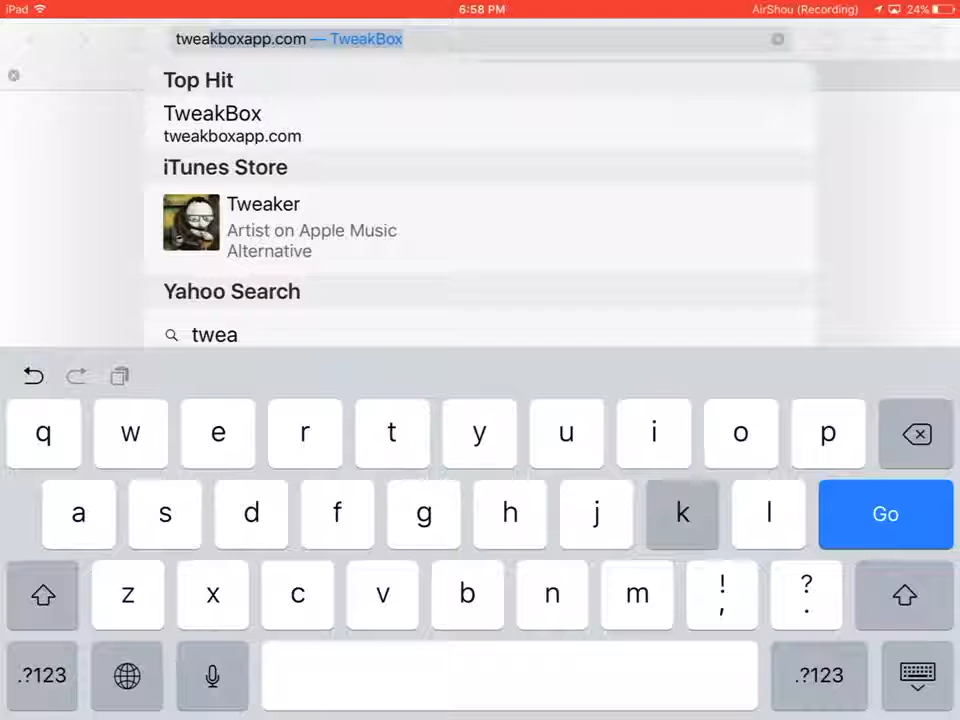 iPad 6:58 PM AirShou (Recording) 24%
tweakboxapp.com — TweakBox
Top Hit
TweakBox
tweakboxapp.com
iTunes Store
Tweaker
Artist on Apple Music
Alternative
Yahoo Search
twea
q w e r t y u i o p
a s d f g h j k l Go
z x c v b n m ! , ? .
.?123 .?123